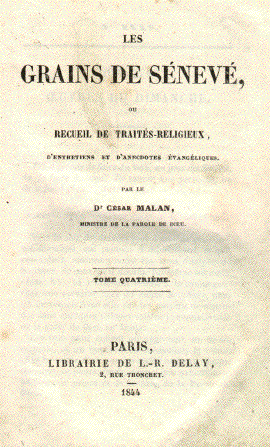 LES
GRAINS DE SÉNEVÉ,
OU
RECUEIL DE TRAITÉS-RELIGIEUX,
D'ENTRETIENS ET D'ANECDOTES ÉVANGÉLIQUES.
PAR LE
Dr CÉSAR MALAN,
MINISTRE DE LA PAROLE DE DIEU.
TOME QUATRIÈME.
PARIS,
LIBRAIRIE DE L.-R. DELAY,
2, RUE TRONCHET.
1844